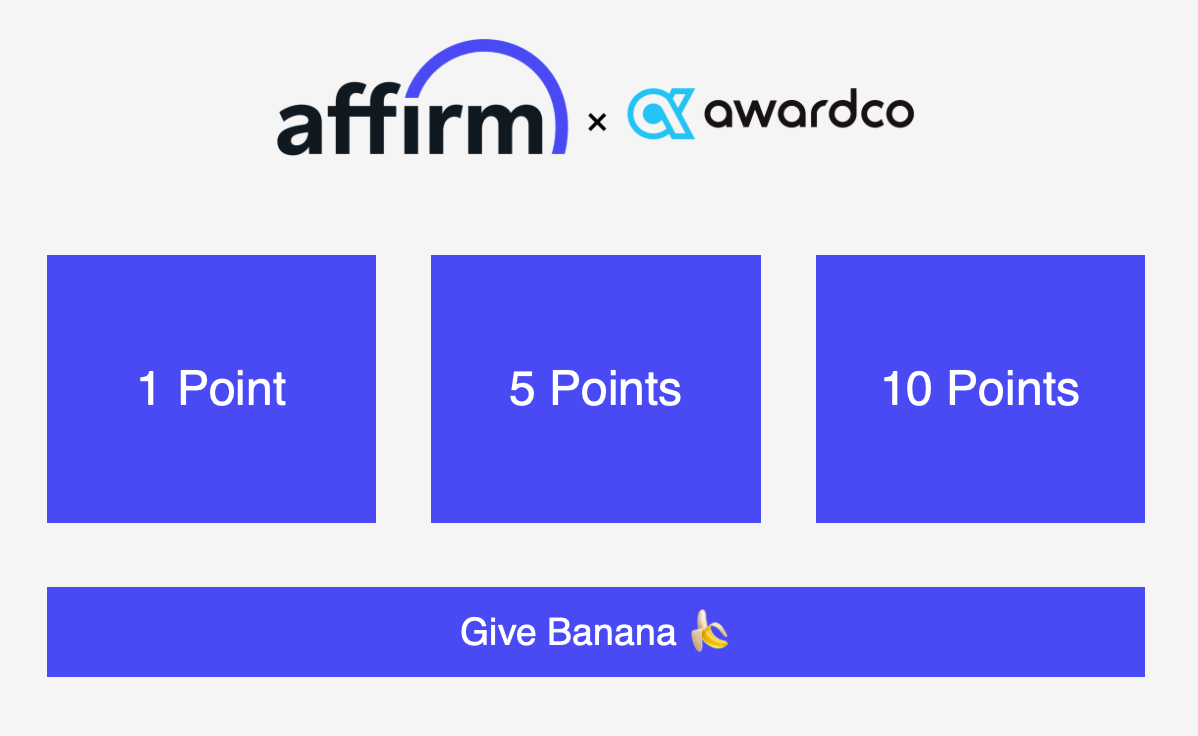 affirm × awardco
1 Point
5 Points
10 Points
Give Banana 🍌